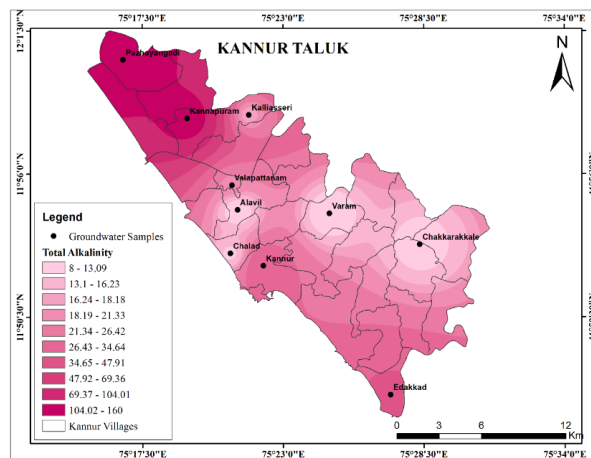 75°17'30"E 75°23'0"E 75°28'30"E 75°34'0"E
12°1'30"N
KANNUR TALUK
N
Pazhayangadi
Kannapuram
Kalliasseri
11°56'0"N
Valapattanam
Alavil
Varam
Chakkarakkale
Chalad
Kannur
11°50'30"N
Edakkad
Legend
Groundwater Samples
Total Alkalinity
8 - 13.09
13.1 - 16.23
16.24 - 18.18
18.19 - 21.33
21.34 - 26.42
26.43 - 34.64
34.65 - 47.91
47.92 - 69.36
69.37 - 104.01
104.02 - 160
Kannur Villages
0 3 6 12
Km
75°17'30"E 75°23'0"E 75°28'30"E 75°34'0"E